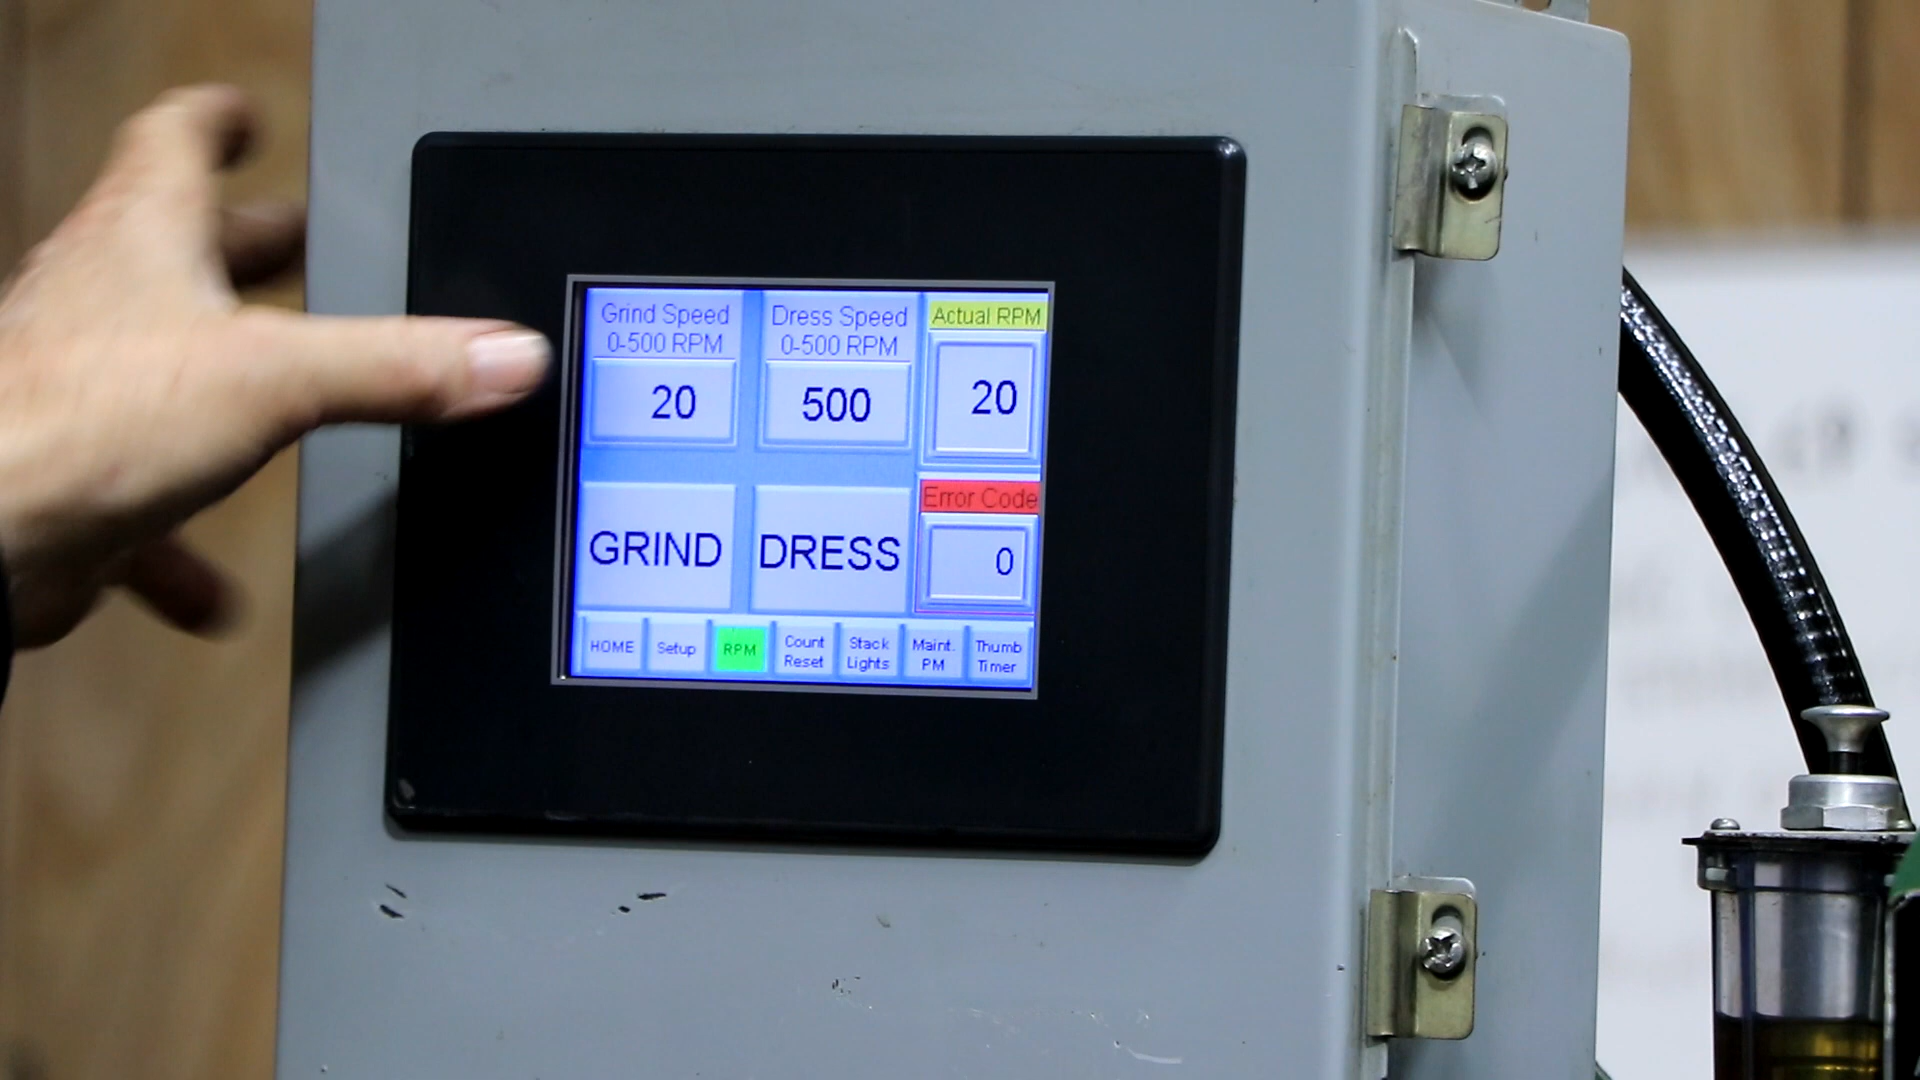 Grind Speed
0-500 RPM
20
Dress Speed
0-500 RPM
500
Actual RPM
20
GRIND
DRESS
Error Code
0
HOME
Setup
RPM
Count
Reset
Stack
Lights
Maint.
PM
Thumb
Timer